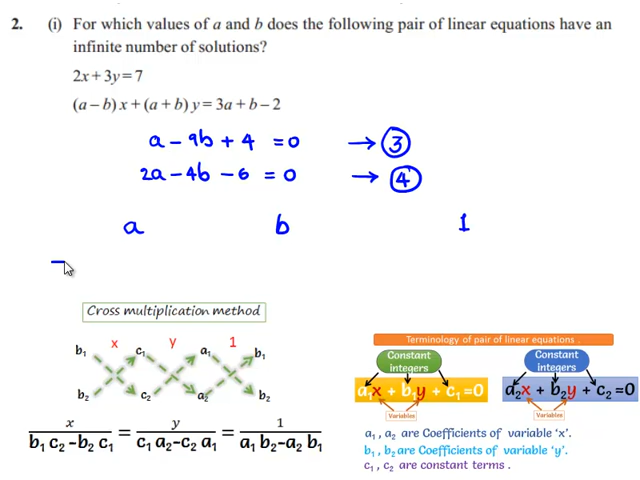 2. (i) For which values of a and b does the following pair of linear equations have an
infinite number of solutions?
2x + 3y = 7
(a – b) x + (a + b) y = 3a + b – 2
a - 9b + 4 = 0 → ③
2a - 4b - 6 = 0 → ④
a b 1
Cross multiplication method
b₁ x c₁ y a₁ 1 b₁
b₂ c₂ a₂ b₂
x/(b₁ c₂ - b₂ c₁) = y/(c₁ a₂ - c₂ a₁) = 1/(a₁ b₂ - a₂ b₁)
Terminology of pair of linear equations .
Constant integers
Constant integers
a₁x + b₁y + c₁=0
a₂x + b₂y + c₂=0
Variables
Variables
a₁ , a₂ are Coefficients of variable ‘x’.
b₁ , b₂ are Coefficients of variable ‘y’.
c₁ , c₂ are constant terms .